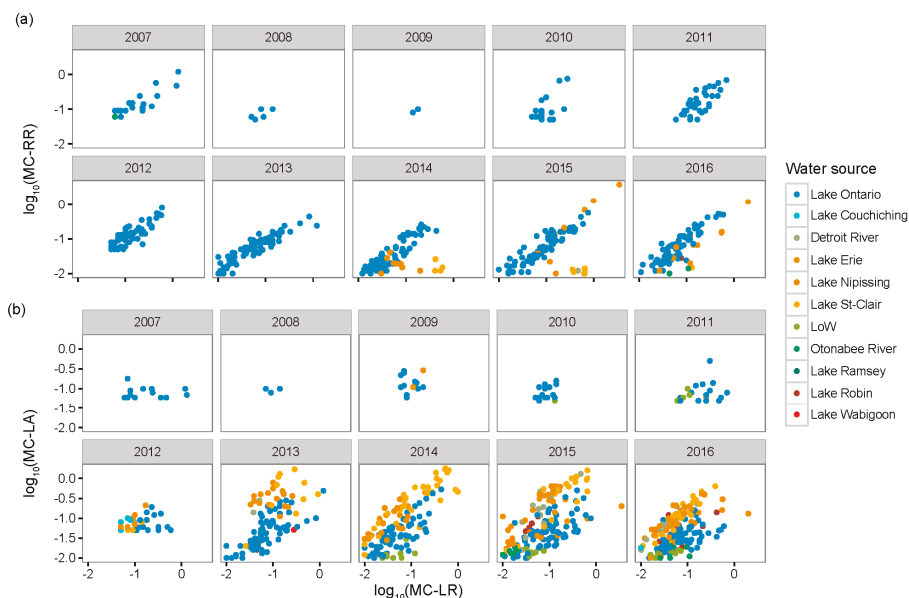 (a)
2007 2008 2009 2010 2011
0
-1
-2
log10(MC-RR)
2012 2013 2014 2015 2016
0
-1
-2
Water source
Lake Ontario
Lake Couchiching
Detroit River
Lake Erie
Lake Nipissing
Lake St-Clair
LoW
Otonabee River
Lake Ramsey
Lake Robin
Lake Wabigoon
(b)
2007 2008 2009 2010 2011
0.0
-0.5
-1.0
-1.5
-2.0
log10(MC-LA)
2012 2013 2014 2015 2016
0.0
-0.5
-1.0
-1.5
-2.0
-2 -1 0 -2 -1 0 -2 -1 0 -2 -1 0 -2 -1 0
log10(MC-LR)